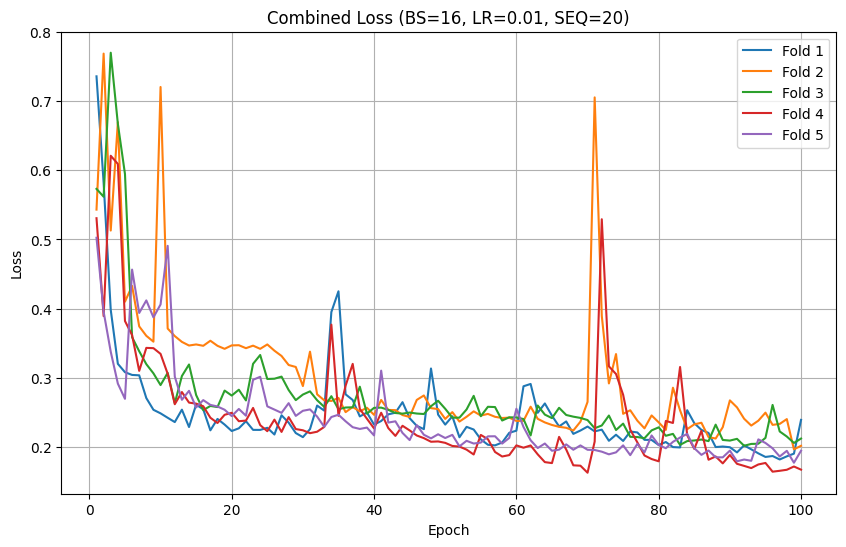 Combined Loss (BS=16, LR=0.01, SEQ=20)
Fold 1
Fold 2
Fold 3
Fold 4
Fold 5
Loss
0.8
0.7
0.6
0.5
0.4
0.3
0.2
0 20 40 60 80 100
Epoch